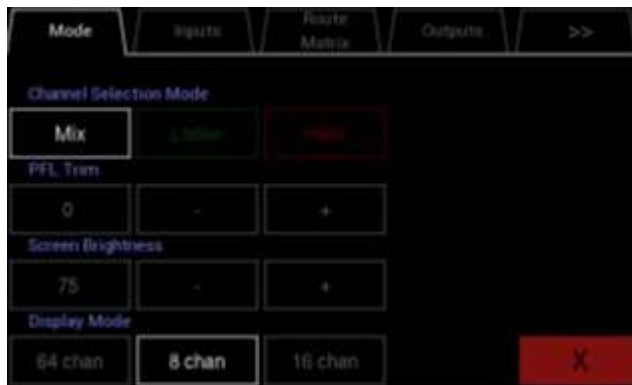 Mode Inputs Route Matrix Outputs >>
Channel Selection Mode
Mix Listen
PFL Trim
0 - +
Screen Brightness
75 - +
Display Mode
64 chan 8 chan 16 chan X